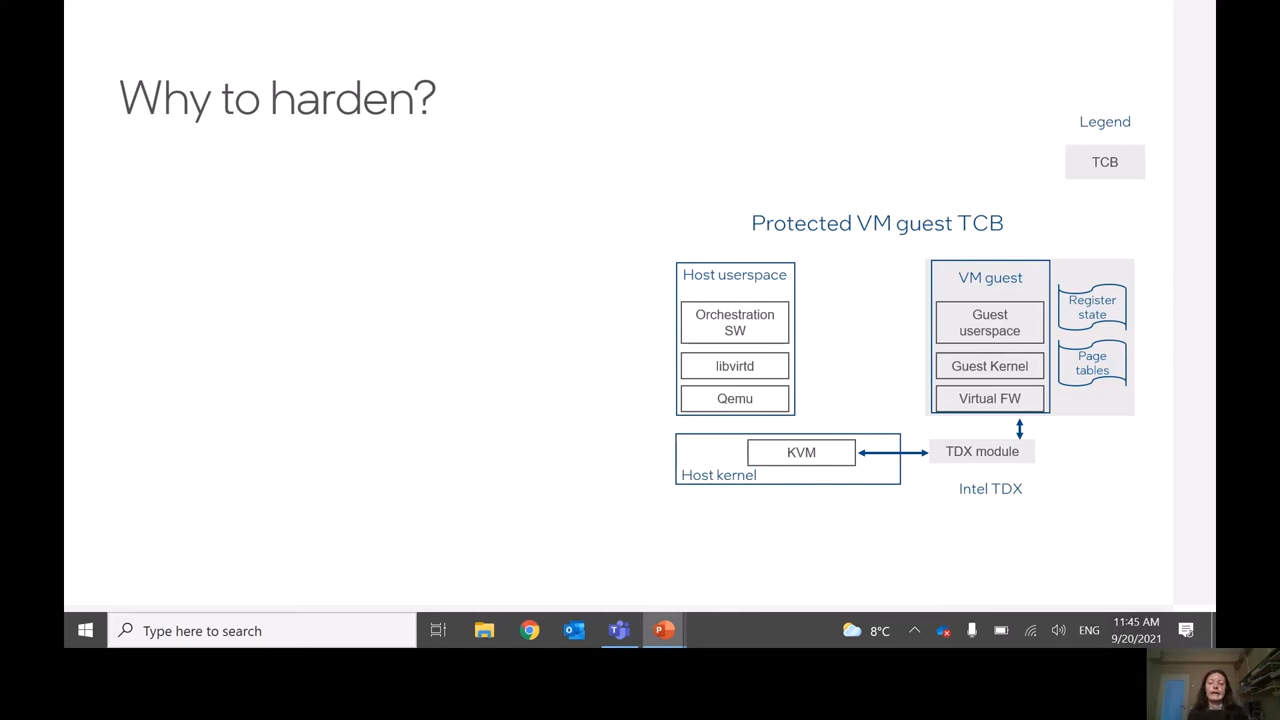 Why to harden?
Legend
TCB
Protected VM guest TCB
Host userspace
Orchestration
SW
libvirtd
Qemu
VM guest
Guest
userspace
Guest Kernel
Virtual FW
Register
state
Page
tables
KVM
Host kernel
TDX module
Intel TDX
Type here to search
8°C
ENG
11:45 AM
9/20/2021